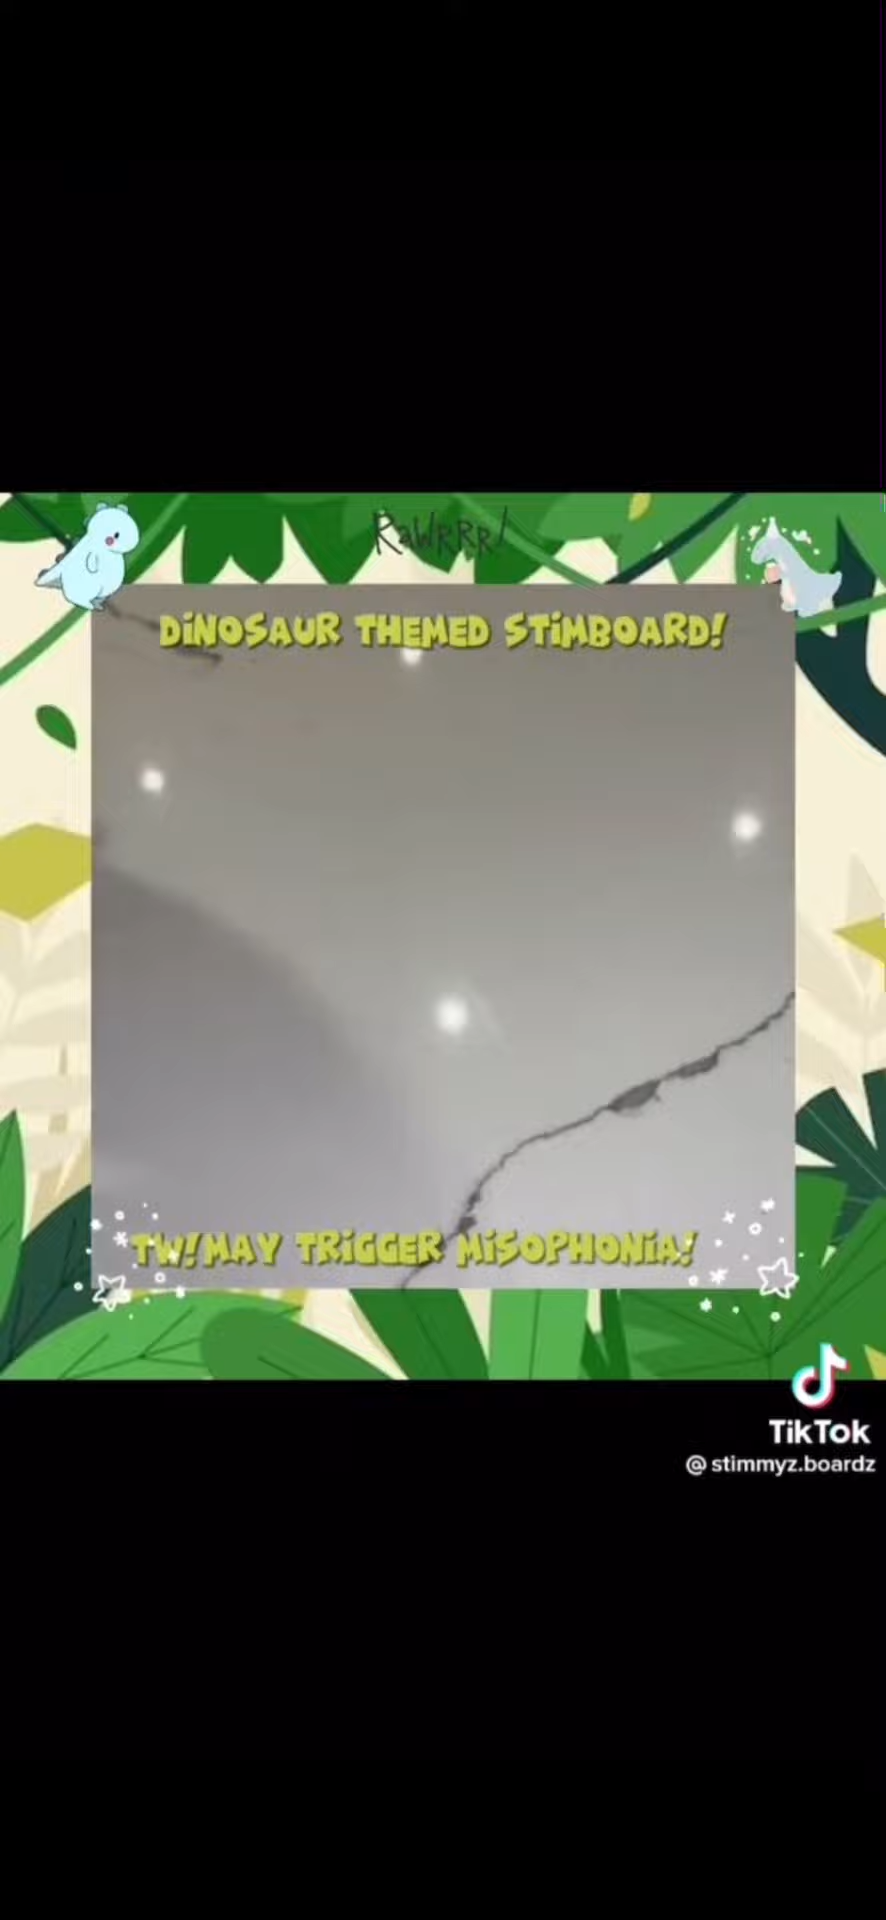 RaWRRR!
DiNOSAUR THEMED STiMBOARD!
TW!MAY TRiGGER MiSOPHONiA!
TikTok
@stimmyz.boardz